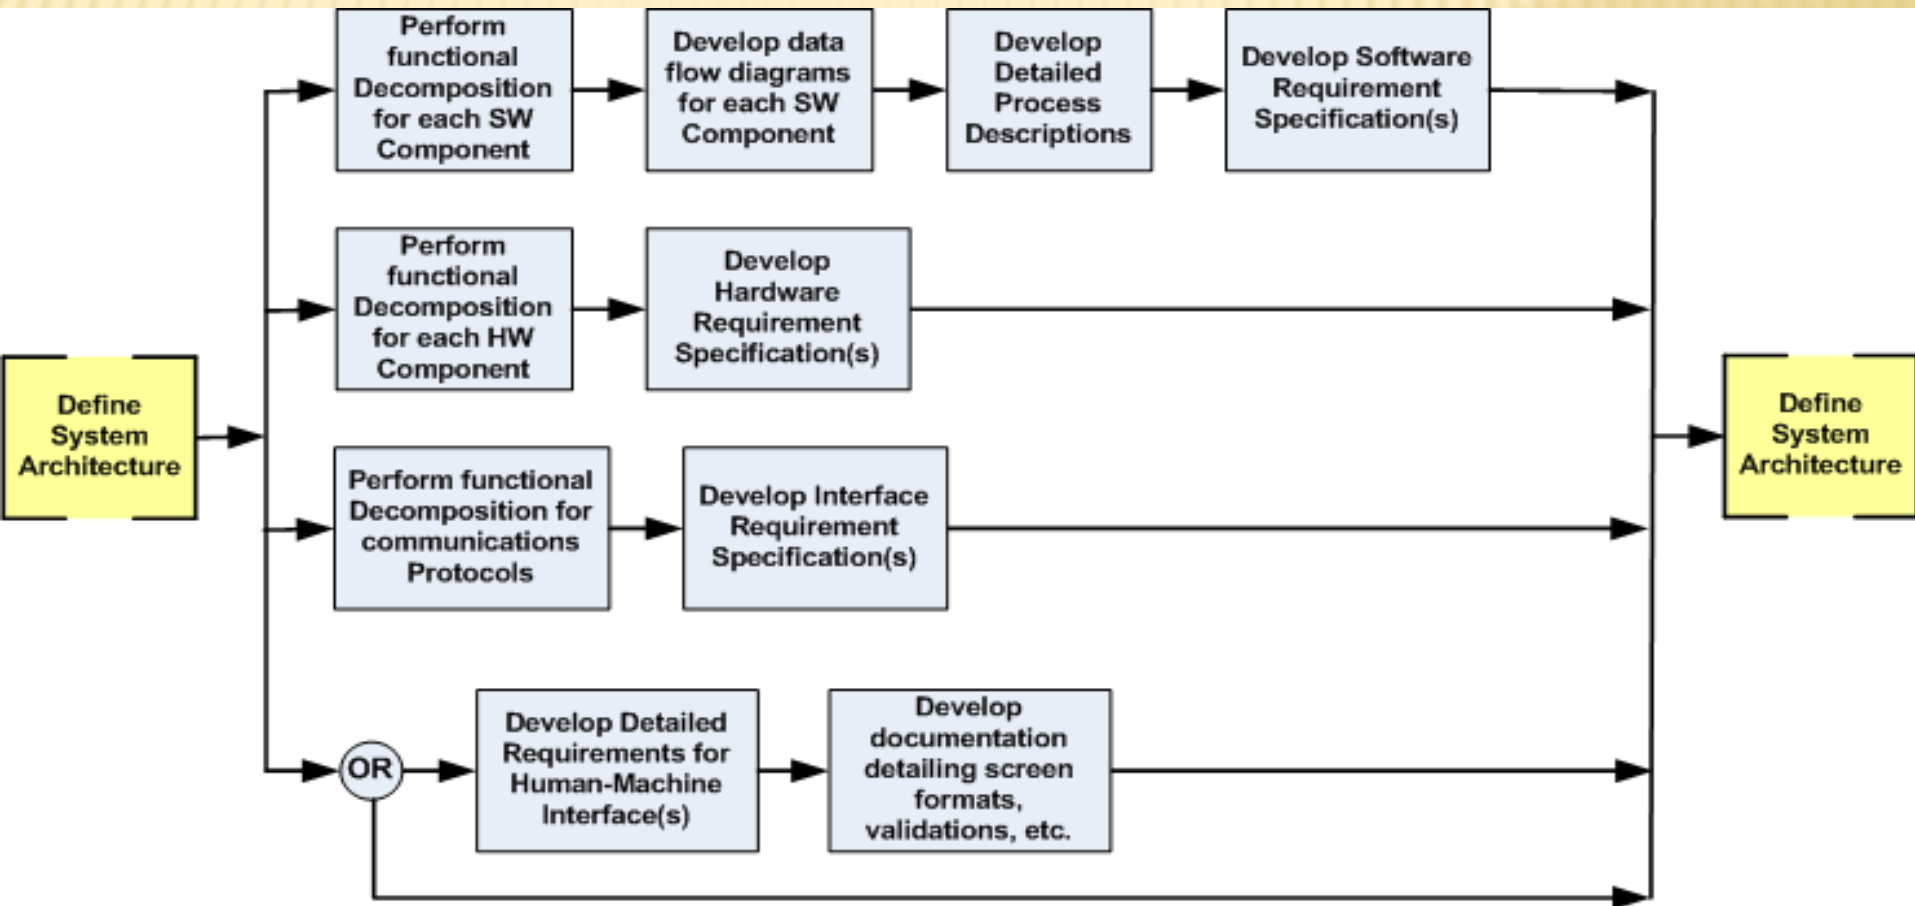 Perform
functional
Decomposition
for each SW
Component
Develop data
flow diagrams
for each SW
Component
Develop
Detailed
Process
Descriptions
Develop Software
Requirement
Specification(s)
Perform
functional
Decomposition
for each HW
Component
Develop
Hardware
Requirement
Specification(s)
Define
System
Architecture
Perform functional
Decomposition for
communications
Protocols
Develop Interface
Requirement
Specification(s)
Define
System
Architecture
OR
Develop Detailed
Requirements for
Human-Machine
Interface(s)
Develop
documentation
detailing screen
formats,
validations, etc.